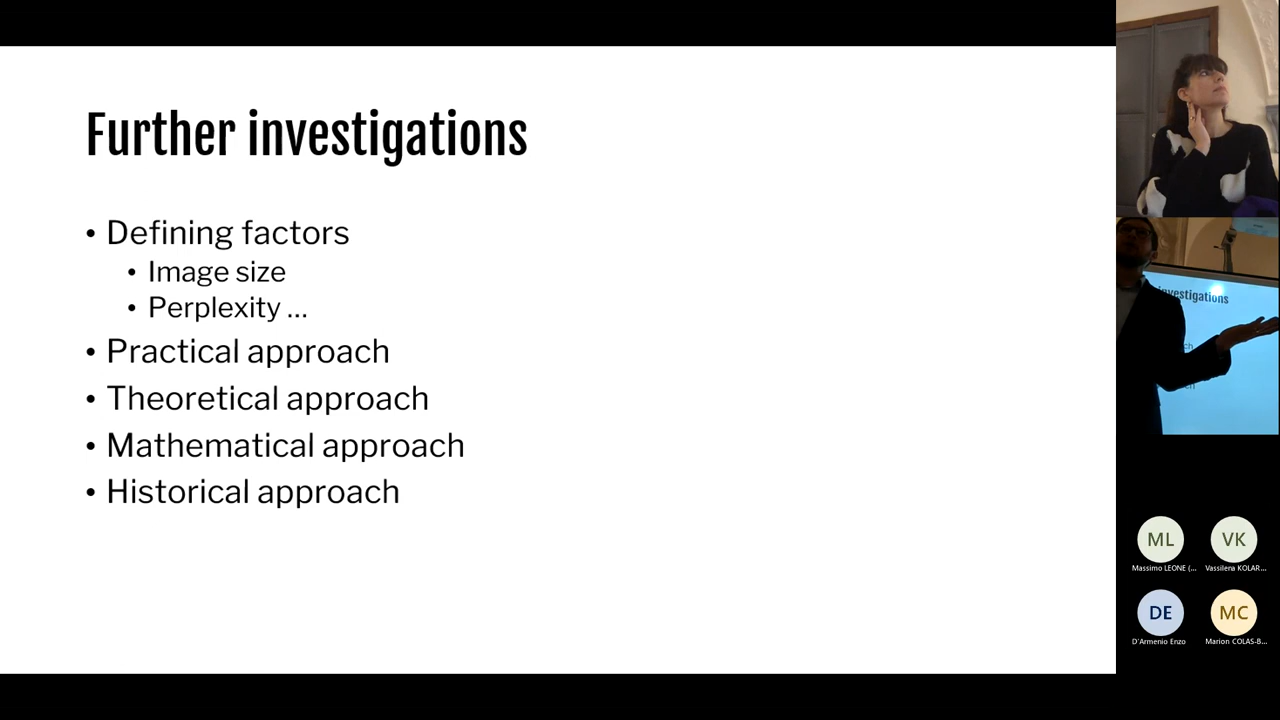 Further investigations
• Defining factors
• Image size
• Perplexity ...
• Practical approach
• Theoretical approach
• Mathematical approach
• Historical approach
investigations
ML
VK
Massimo LEONE (...
Vassilena KOLAR...
DE
MC
D'Armenio Enzo
Marion COLAS-B...